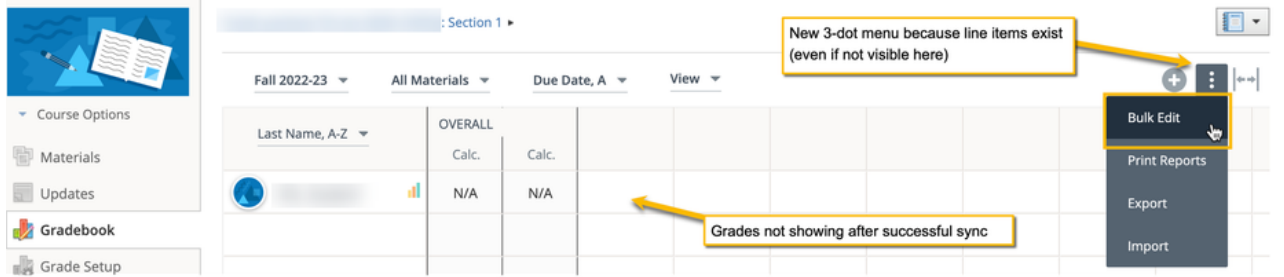 : Section 1
New 3-dot menu because line items exist
(even if not visible here)
Fall 2022-23
All Materials
Due Date, A
View
Course Options
Materials
Updates
Gradebook
Grade Setup
Last Name, A-Z
OVERALL
Calc.
Calc.
N/A
N/A
Grades not showing after successful sync
Bulk Edit
Print Reports
Export
Import